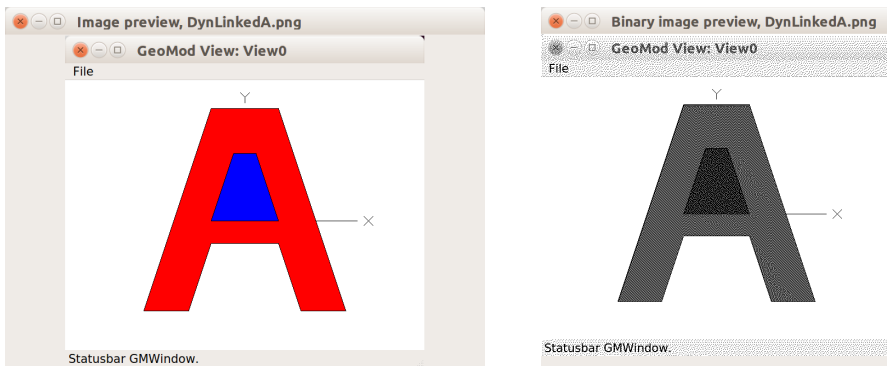 Image preview, DynLinkedA.png
GeoMod View: View0
File
Y
X
Statusbar GMWindow.
Binary image preview, DynLinkedA.png
GeoMod View: View0
File
Y
X
Statusbar GMWindow.